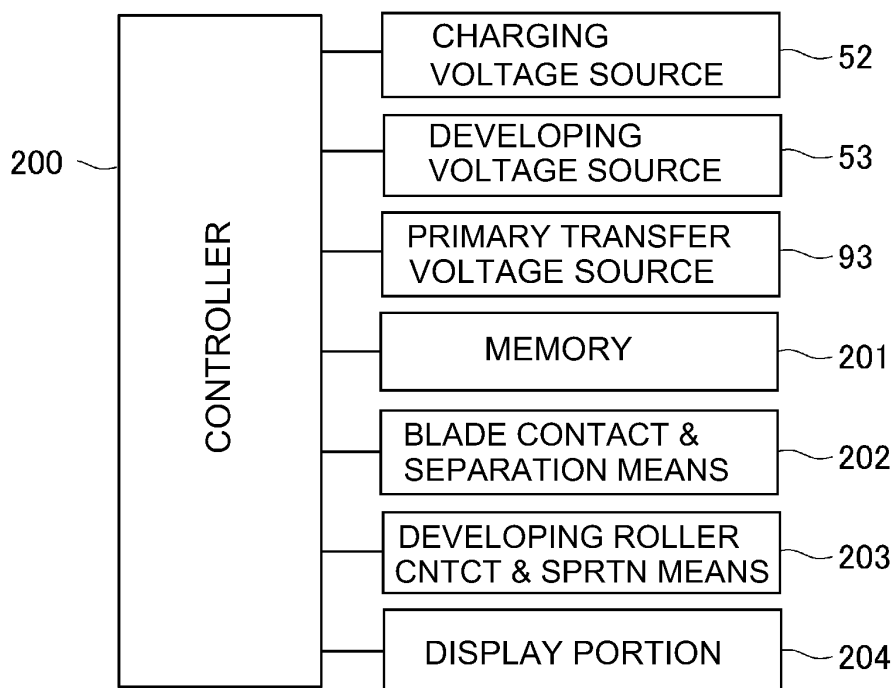 CHARGING
VOLTAGE SOURCE
52
DEVELOPING
VOLTAGE SOURCE
53
200
PRIMARY TRANSFER
VOLTAGE SOURCE
93
CONTROLLER
MEMORY
201
BLADE CONTACT &
SEPARATION MEANS
202
DEVELOPING ROLLER
CNTCT & SPRTN MEANS
203
DISPLAY PORTION
204